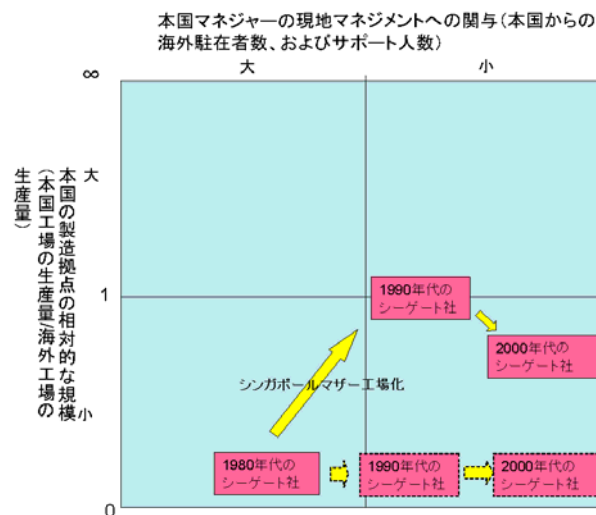 本国マネジャーの現地マネジメントへの関与(本国からの
海外駐在者数、およびサポート人数)
大
小
∞
大
本国の製造拠点の相対的な規模
(本国工場の生産量/海外工場の
生産量)
小
1
0
1990年代の
シーゲート社
2000年代の
シーゲート社
シンガポールマザー工場化
1980年代の
シーゲート社
1990年代の
シーゲート社
2000年代の
シーゲート社